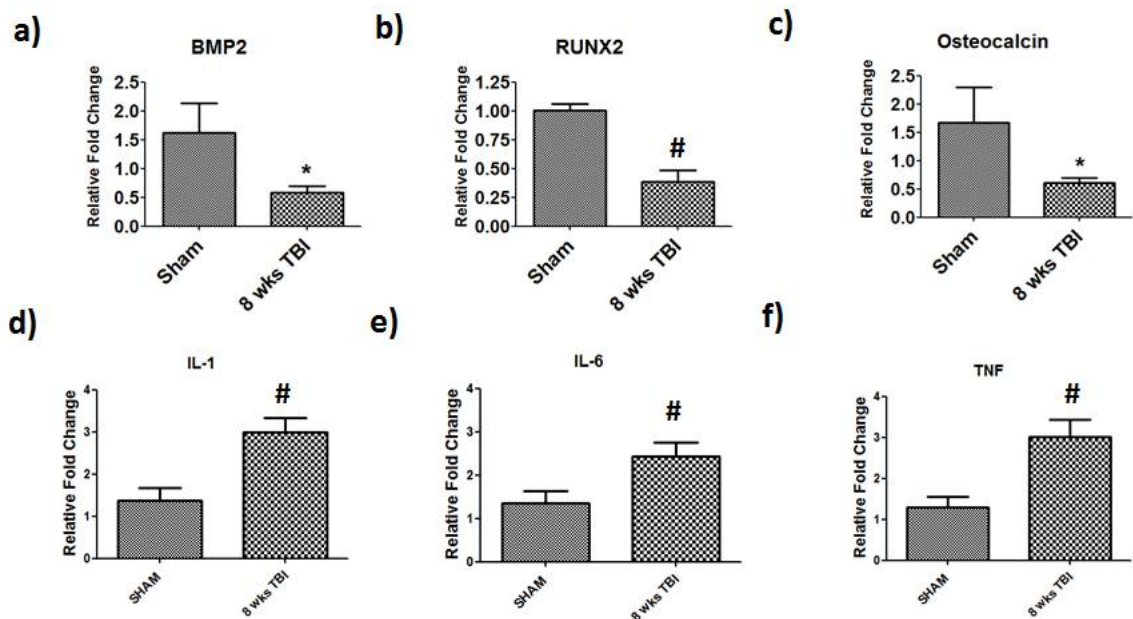 a)
BMP2
Relative Fold Change
2.5
2.0
1.5
1.0
0.5
0.0
*
Sham
8 wks TBI
b)
RUNX2
Relative Fold Change
1.25
1.00
0.75
0.50
0.25
0.00
#
Sham
8 wks TBI
c)
Osteocalcin
Relative Fold Change
2.5
2.0
1.5
1.0
0.5
0.0
*
Sham
8 wks TBI
d)
IL-1
Relative Fold Change
4
3
2
1
0
#
SHAM
8 wks TBI
e)
IL-6
Relative Fold Change
4
3
2
1
0
#
SHAM
8 wks TBI
f)
TNF
Relative Fold Change
4
3
2
1
0
#
SHAM
8 wks TBI